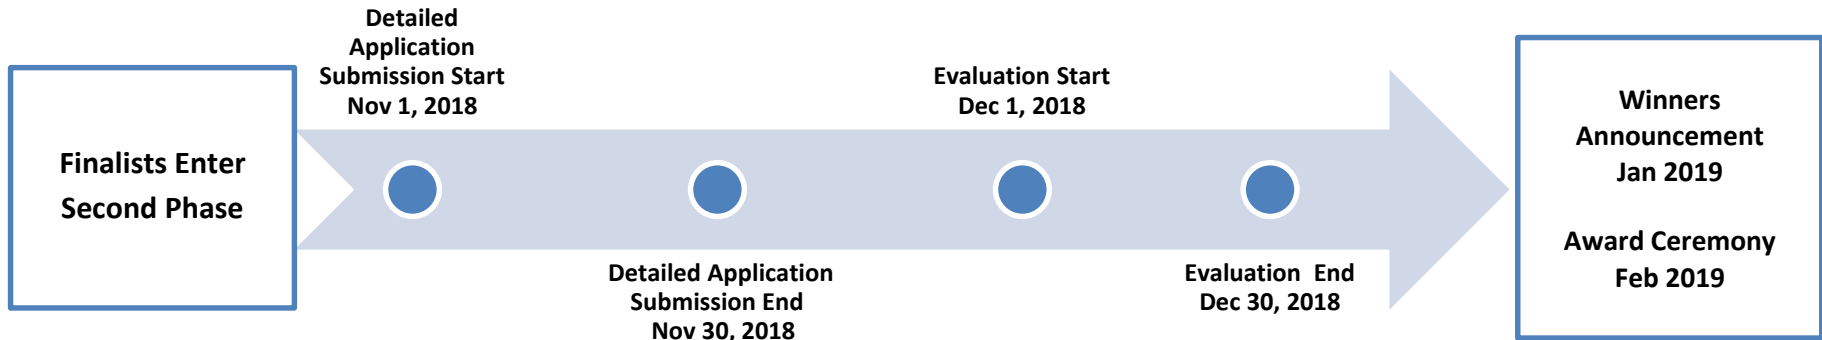 Finalists Enter
Second Phase
Detailed
Application
Submission Start
Nov 1, 2018
Detailed Application
Submission End
Nov 30, 2018
Evaluation Start
Dec 1, 2018
Evaluation  End
Dec 30, 2018
Winners
Announcement
Jan 2019
Award Ceremony
Feb 2019